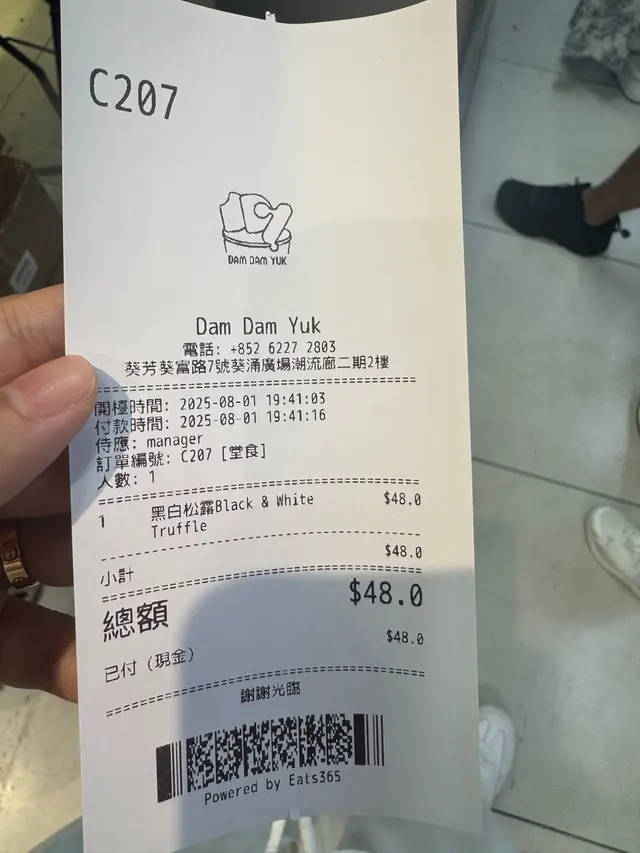 C207
DAM DAM YUK
Dam Dam Yuk
電話: +852 6227 2803
葵芳葵富路7號葵涌廣場潮流廊二期2樓
開檯時間: 2025-08-01 19:41:03
付款時間: 2025-08-01 19:41:16
侍應: manager
訂單編號: C207 [堂食]
人數: 1
1 黑白松露Black & White $48.0
Truffle
小計 $48.0
總額 $48.0
已付 (現金) $48.0
謝謝光臨
Powered by Eats365